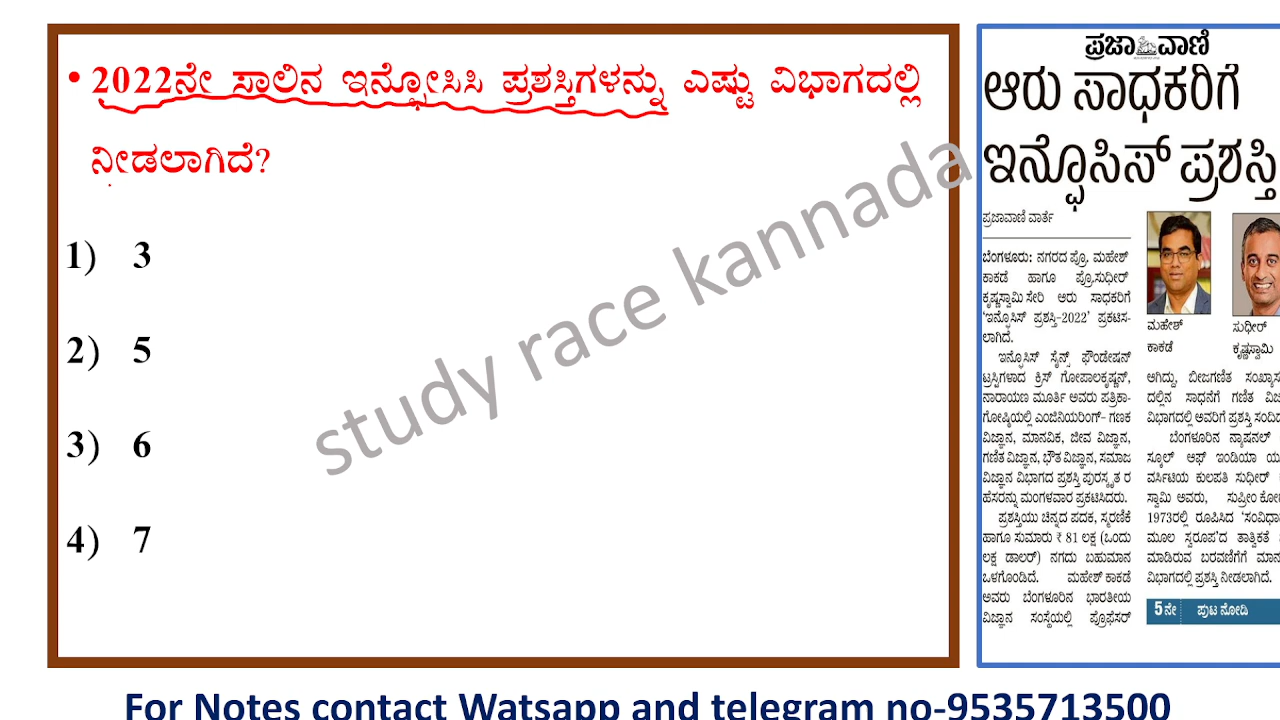 • 2022ನೇ ಸಾಲಿನ ಇನ್ಫೋಸಿಸಿ ಪ್ರಶಸ್ತಿಗಳನ್ನು ಎಷ್ಟು ವಿಭಾಗದಲ್ಲಿ
ನೀಡಲಾಗಿದೆ?
1) 3
2) 5
3) 6
4) 7
study race kannada
ಪ್ರಜಾವಾಣಿ
ಆರು ಸಾಧಕರಿಗೆ
ಇನ್ಫೊಸಿಸ್ ಪ್ರಶಸ್ತಿ
ಪ್ರಜಾವಾಣಿ ವಾರ್ತೆ
ಬೆಂಗಳೂರು: ನಗರದ ಪ್ರೊ. ಮಹೇಶ್
ಕಾಕಡೆ ಹಾಗೂ ಪ್ರೊ.ಸುಧೀರ್
ಕೃಷ್ಣಸ್ವಾಮಿ ಸೇರಿ ಆರು ಸಾಧಕರಿಗೆ
‘ಇನ್ಫೊಸಿಸ್ ಪ್ರಶಸ್ತಿ–2022’ ಪ್ರಕಟಿಸ-
ಲಾಗಿದೆ.
ಇನ್ಫೊಸಿಸ್ ಸೈನ್ಸ್ ಫೌಂಡೇಷನ್
ಟ್ರಸ್ಟಿಗಳಾದ ಕ್ರಿಸ್ ಗೋಪಾಲಕೃಷ್ಣನ್,
ನಾರಾಯಣ ಮೂರ್ತಿ ಅವರು ಪತ್ರಿಕಾ-
ಗೋಷ್ಠಿಯಲ್ಲಿ ಎಂಜಿನಿಯರಿಂಗ್– ಗಣಕ
ವಿಜ್ಞಾನ, ಮಾನವಿಕ, ಜೀವ ವಿಜ್ಞಾನ,
ಗಣಿತ ವಿಜ್ಞಾನ, ಭೌತ ವಿಜ್ಞಾನ, ಸಮಾಜ
ವಿಜ್ಞಾನ ವಿಭಾಗದ ಪ್ರಶಸ್ತಿ ಪುರಸ್ಕೃತ ರ
ಹೆಸರನ್ನು ಮಂಗಳವಾರ ಪ್ರಕಟಿಸಿದರು.
ಪ್ರಶಸ್ತಿಯು ಚಿನ್ನದ ಪದಕ, ಸ್ಮರಣಿಕೆ
ಹಾಗೂ ಸುಮಾರು ₹ 81 ಲಕ್ಷ (ಒಂದು
ಲಕ್ಷ ಡಾಲರ್) ನಗದು ಬಹುಮಾನ
ಒಳಗೊಂಡಿದೆ. ಮಹೇಶ್ ಕಾಕಡೆ
ಅವರು ಬೆಂಗಳೂರಿನ ಭಾರತೀಯ
ವಿಜ್ಞಾನ ಸಂಸ್ಥೆಯಲ್ಲಿ ಪ್ರೊಫೆಸರ್
ಮಹೇಶ್
ಕಾಕಡೆ
ಸುಧೀರ್
ಕೃಷ್ಣಸ್ವಾಮಿ
ಆಗಿದ್ದು, ಬೀಜಗಣಿತ ಸಂಖ್ಯಾಸ
ದಲ್ಲಿನ ಸಾಧನೆಗೆ ಗಣಿತ ವಿಜ
ವಿಭಾಗದಲ್ಲಿ ಅವರಿಗೆ ಪ್ರಶಸ್ತಿ ಸಂದಿದ
ಬೆಂಗಳೂರಿನ ನ್ಯಾಷನಲ್
ಸ್ಕೂಲ್ ಆಫ್ ಇಂಡಿಯಾ ಯು
ವರ್ಸಿಟಿಯ ಕುಲಪತಿ ಸುಧೀರ್
ಸ್ವಾಮಿ ಅವರು, ಸುಪ್ರೀಂ ಕೋ
1973ರಲ್ಲಿ ರೂಪಿಸಿದ ‘ಸಂವಿಧಾ
ಮೂಲ ಸ್ವರೂಪ’ದ ತಾತ್ವಿಕತೆ
ಮಾಡಿರುವ ಬರವಣಿಗೆಗೆ ಮಾನ
ವಿಭಾಗದಲ್ಲಿ ಪ್ರಶಸ್ತಿ ನೀಡಲಾಗಿದೆ.
5ನೇ ಪುಟ ನೋಡಿ
For Notes contact Watsapp and telegram no-9535713500